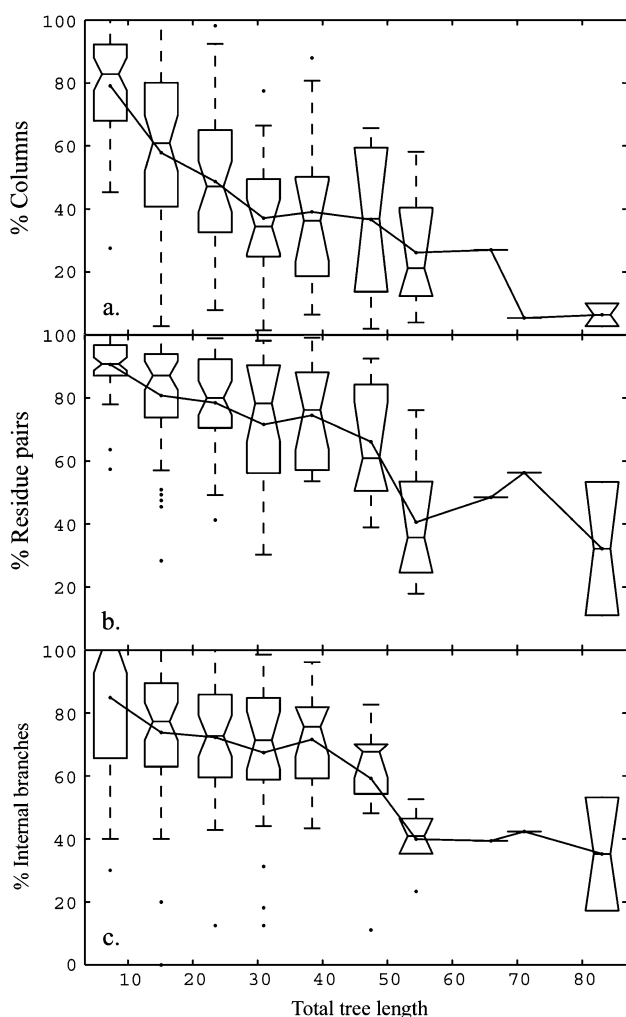 100
80
60
40
20
% Columns
a.
100
80
60
40
20
% Residue pairs
b.
100
80
60
40
20
0
% Internal branches
c.
10 20 30 40 50 60 70 80
Total tree length